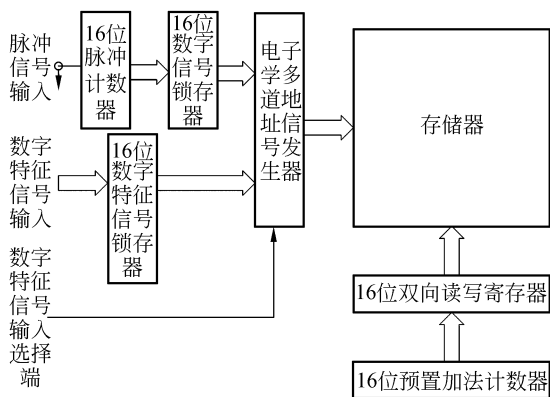 脉冲
信号
输入
16位
脉冲
计数
器
16位
数字
信号
锁存
器
电子
学多
道地
址信
号发
生器
存储器
数字
特征
信号
输入
16位
数字
特征
信号
锁存
器
数字
特征
信号
输入
选择
端
16位双向读写寄存器
16位预置加法计数器